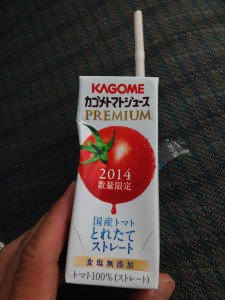 KAGOME
カゴメトマトジュース
PREMIUM
2014
数量限定
国産トマト
とれたて
ストレート
食塩無添加
トマト100%(ストレート)